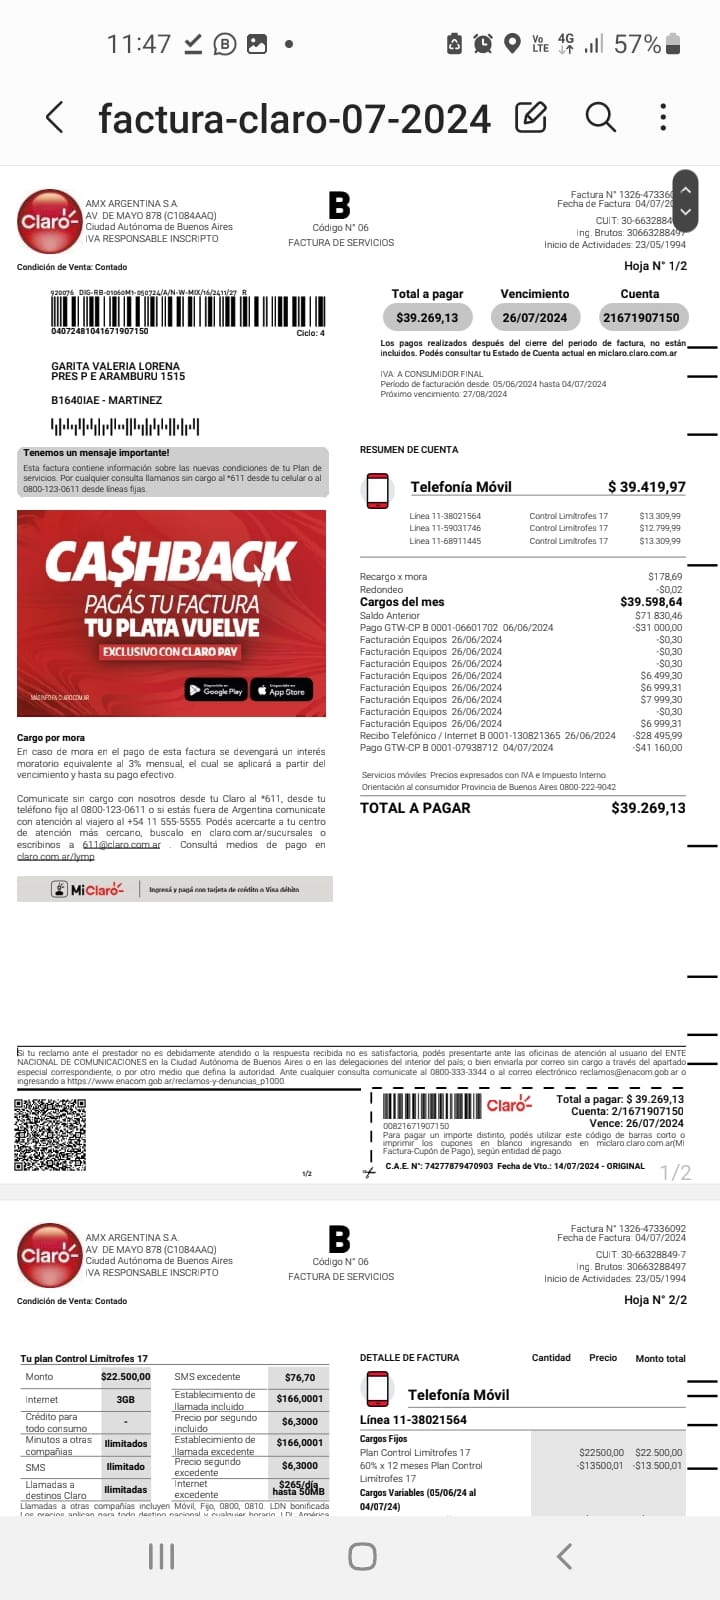 11:47
Vo LTE 4G 57%
factura-claro-07-2024
Claro
AMX ARGENTINA S.A.
AV. DE MAYO 878 (C1084AAQ)
Ciudad Autónoma de Buenos Aires
IVA RESPONSABLE INSCRIPTO
B
Código N° 06
FACTURA DE SERVICIOS
Factura N° 1326-47336
Fecha de Factura: 04/07/20
CUIT: 30-6632884
Ing. Brutos: 30663288497
Inicio de Actividades: 23/05/1994
Condición de Venta: Contado
Hoja N° 1/2
920076 DIG-RB-01060M1-050724/A/N-W-MIX/16/2411/27 R
04072481041671907150
Ciclo: 4
Total a pagar Vencimiento Cuenta
$39.269,13 26/07/2024 21671907150
Los pagos realizados después del cierre del periodo de factura, no están
incluidos. Podés consultar tu Estado de Cuenta actual en miclaro.claro.com.ar
GARITA VALERIA LORENA
PRES P E ARAMBURU 1515
B1640IAE - MARTINEZ
IVA: A CONSUMIDOR FINAL
Período de facturación desde: 05/06/2024 hasta 04/07/2024
Próximo vencimiento: 27/08/2024
Tenemos un mensaje importante!
Esta factura contiene información sobre las nuevas condiciones de tu Plan de
servicios. Por cualquier consulta llamanos sin cargo al *611 desde tu celular o al
0800-123-0611 desde líneas fijas.
CA$HBACK
PAGÁS TU FACTURA
TU PLATA VUELVE
EXCLUSIVO CON CLARO PAY
Google Play
App Store
MÁS INFO EN CLARO.COM.AR
RESUMEN DE CUENTA
Telefonía Móvil $ 39.419,97
Línea 11-38021564 Control Limítrofes 17 $13.309,99
Línea 11-59031746 Control Limítrofes 17 $12.799,99
Línea 11-68911445 Control Limítrofes 17 $13.309,99
Recargo x mora $178,69
Redondeo -$0,02
Cargos del mes $39.598,64
Saldo Anterior $71.830,46
Pago GTW-CP B 0001-06601702 06/06/2024 -$31.000,00
Facturación Equipos 26/06/2024 -$0,30
Facturación Equipos 26/06/2024 -$0,30
Facturación Equipos 26/06/2024 -$0,30
Facturación Equipos 26/06/2024 $6.499,30
Facturación Equipos 26/06/2024 $6.999,31
Facturación Equipos 26/06/2024 $7.999,30
Facturación Equipos 26/06/2024 -$0,30
Facturación Equipos 26/06/2024 $6.999,31
Recibo Telefónico / Internet B 0001-130821365 26/06/2024 -$28.495,99
Pago GTW-CP B 0001-07938712 04/07/2024 -$41.160,00
Servicios móviles: Precios expresados con IVA e Impuesto Interno
Orientación al consumidor Provincia de Buenos Aires 0800-222-9042
TOTAL A PAGAR $39.269,13
Cargo por mora
En caso de mora en el pago de esta factura se devengará un interés
moratorio equivalente al 3% mensual, el cual se aplicará a partir del
vencimiento y hasta su pago efectivo.
Comunicate sin cargo con nosotros desde tu Claro al *611, desde tu
teléfono fijo al 0800-123-0611 o si estás fuera de Argentina comunicate
con atención al viajero al +54 11 555-5555. Podés acercarte a tu centro
de atención más cercano, buscalo en claro.com.ar/sucursales o
escribinos a 611@claro.com.ar . Consultá medios de pago en
claro.com.ar/lymp
MiClaro
Ingresá y pagá con tarjeta de crédito o Visa débito
Si tu reclamo ante el prestador no es debidamente atendido o la respuesta recibida no es satisfactoria, podés presentarte ante las oficinas de atención al usuario del ENTE
NACIONAL DE COMUNICACIONES en la Ciudad Autónoma de Buenos Aires o en las delegaciones del interior del país; o bien enviarla por correo sin cargo a través del apartado
especial correspondiente, o por otro medio que defina la autoridad. Ante cualquier consulta comunicate al 0800-333-3344 o al correo electrónico reclamos@enacom.gob.ar o
ingresando a https://www.enacom.gob.ar/reclamos-y-denuncias_p1000.
Claro
Total a pagar: $ 39.269,13
Cuenta: 2/1671907150
Vence: 26/07/2024
00821671907150
Para pagar un importe distinto, podés utilizar este código de barras corto o
imprimir los cupones en blanco ingresando en miclaro.claro.com.ar(Mi
Factura-Cupón de Pago), según entidad de pago.
C.A.E. N°: 74277879470903 Fecha de Vto.: 14/07/2024 - ORIGINAL
1/2
1/2
Claro
AMX ARGENTINA S.A.
AV. DE MAYO 878 (C1084AAQ)
Ciudad Autónoma de Buenos Aires
IVA RESPONSABLE INSCRIPTO
B
Código N° 06
FACTURA DE SERVICIOS
Factura N° 1326-47336092
Fecha de Factura: 04/07/2024
CUIT: 30-66328849-7
Ing. Brutos: 30663288497
Inicio de Actividades: 23/05/1994
Condición de Venta: Contado
Hoja N° 2/2
Tu plan Control Limítrofes 17
Monto $22.500,00 SMS excedente $76,70
Internet 3GB Establecimiento de llamada incluido $166,0001
Crédito para todo consumo - Precio por segundo incluido $6,3000
Minutos a otras compañías Ilimitados Establecimiento de llamada excedente $166,0001
SMS Ilimitado Precio segundo excedente $6,3000
Llamadas a destinos Claro Ilimitadas Internet excedente $265/día hasta 50MB
Llamadas a otras compañías incluyen Móvil, Fijo, 0800, 0810. LDN bonificada
DETALLE DE FACTURA Cantidad Precio Monto total
Telefonía Móvil
Línea 11-38021564
Cargos Fijos
Plan Control Limítrofes 17 $22500,00 $22.500,00
60% x 12 meses Plan Control -$13501,01 -$13.500,01
Limítrofes 17
Cargos Variables (05/06/24 al
04/07/24)